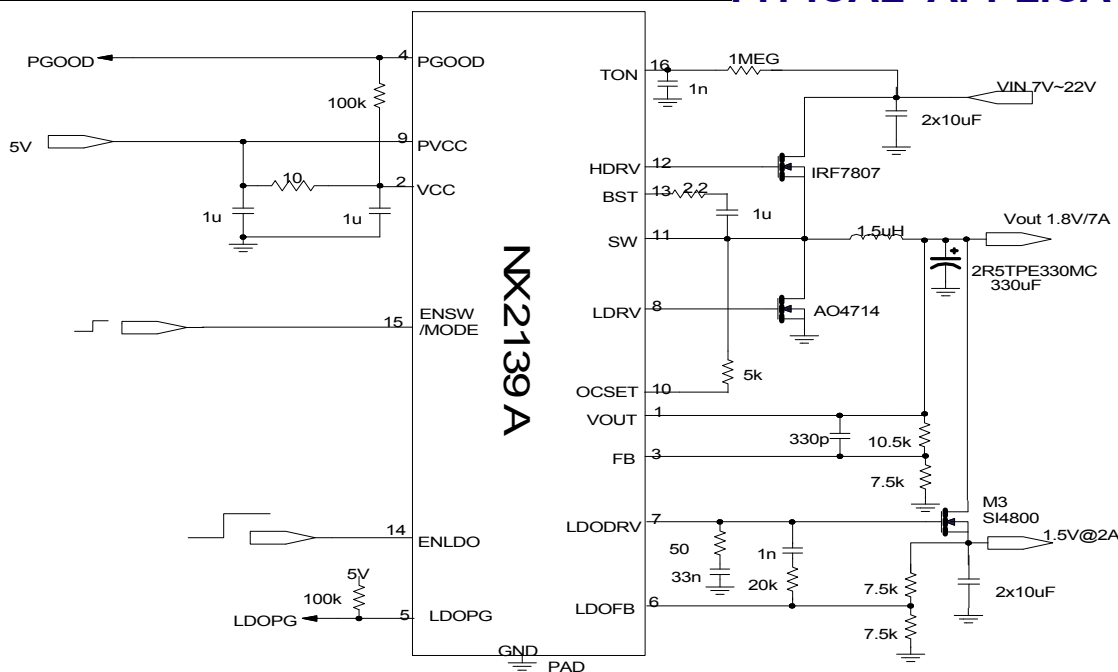 PGOOD
4
PGOOD
100k
5V
9
PVCC
10
2
VCC
1u
1u
15
ENSW
/MODE
14
ENLDO
5V
100k
LDOPG
5
LDOPG
NX2139A
GND
PAD
TON
16
1MEG
1n
VIN 7V~22V
2x10uF
HDRV
12
IRF7807
BST
13
2.2
1u
SW
11
1.5uH
Vout 1.8V/7A
2R5TPE330MC
330uF
LDRV
8
AO4714
5k
OCSET
10
VOUT
1
330p
10.5k
FB
3
7.5k
M3
SI4800
LDODRV
7
1.5V@2A
50
1n
33n
20k
7.5k
2x10uF
LDOFB
6
7.5k